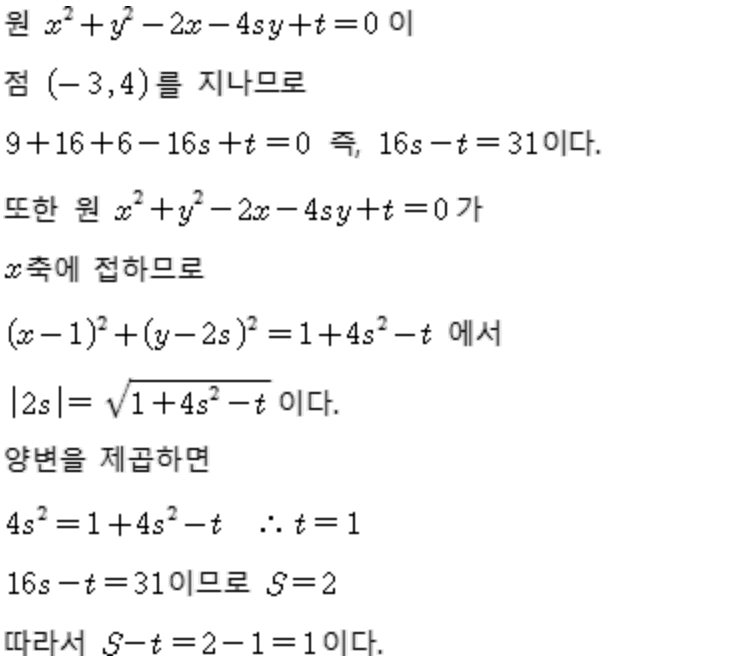 원 x²+y²−2x−4sy+t=0 이
점 (−3,4)를 지나므로
9+16+6−16s+t=0 즉, 16s−t=31이다.
또한 원 x²+y²−2x−4sy+t=0 가
x축에 접하므로
(x−1)²+(y−2s)²=1+4s²−t 에서
|2s|=√(1+4s²−t) 이다.
양변을 제곱하면
4s²=1+4s²−t ∴ t=1
16s−t=31이므로 S=2
따라서 S−t=2−1=1이다.